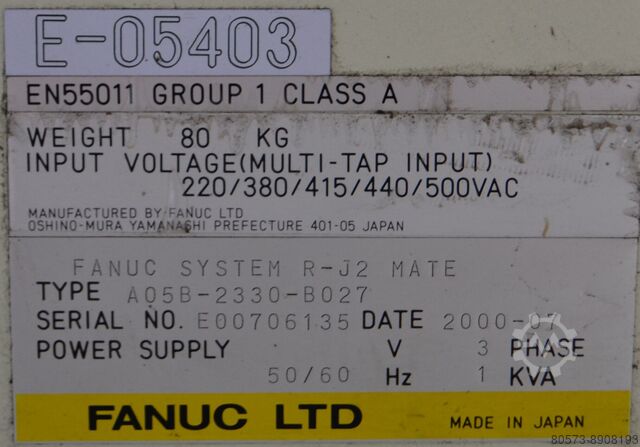 E-05403
EN55011 GROUP 1 CLASS A
WEIGHT 80 KG
INPUT VOLTAGE(MULTI-TAP INPUT)
220/380/415/440/500VAC
MANUFACTURED BY FANUC LTD
OSHINO-MURA YAMANASHI PREFECTURE 401-05 JAPAN
FANUC SYSTEM R-J2 MATE
TYPE A05B-2330-B027
SERIAL NO. E00706135 DATE 2000-07
POWER SUPPLY V 3 PHASE
50/60 Hz 1 KVA
FANUC LTD MADE IN JAPAN
80573-8908198